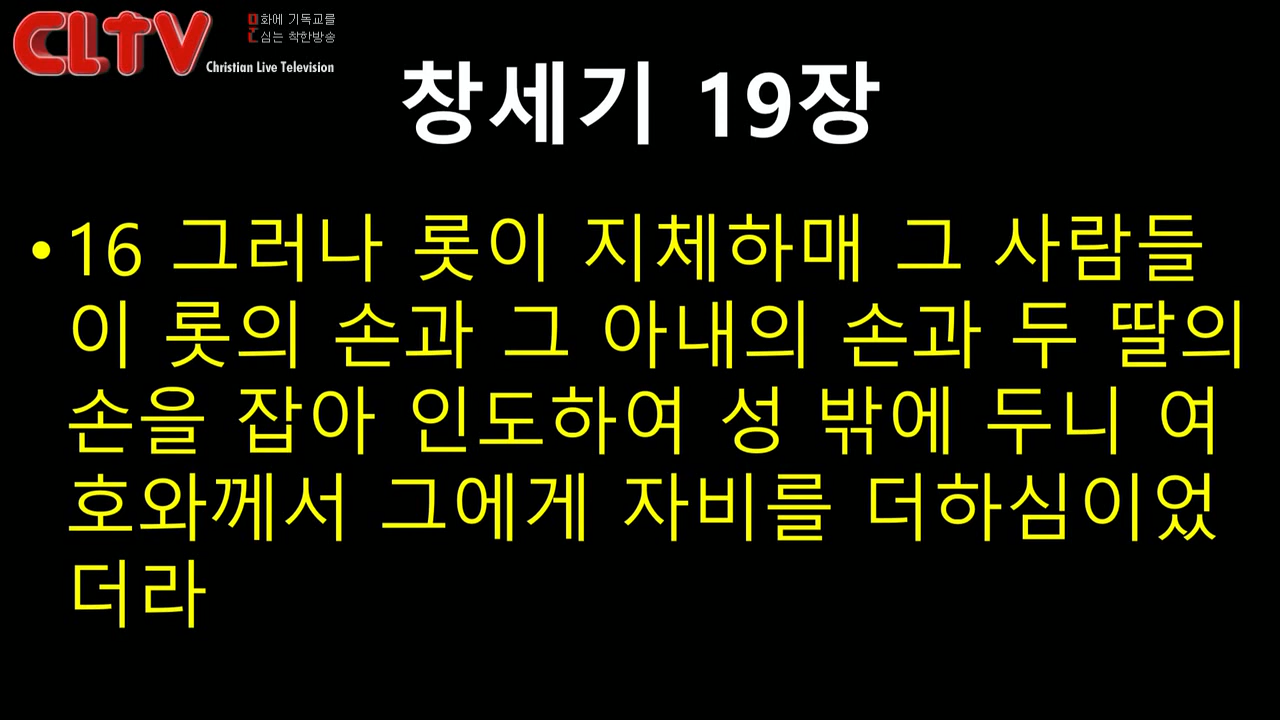 CLTV
문화에 기독교를
심는 착한방송
Christian Live Television
창세기 19장
• 16 그러나 롯이 지체하매 그 사람들
이 롯의 손과 그 아내의 손과 두 딸의
손을 잡아 인도하여 성 밖에 두니 여
호와께서 그에게 자비를 더하심이었
더라